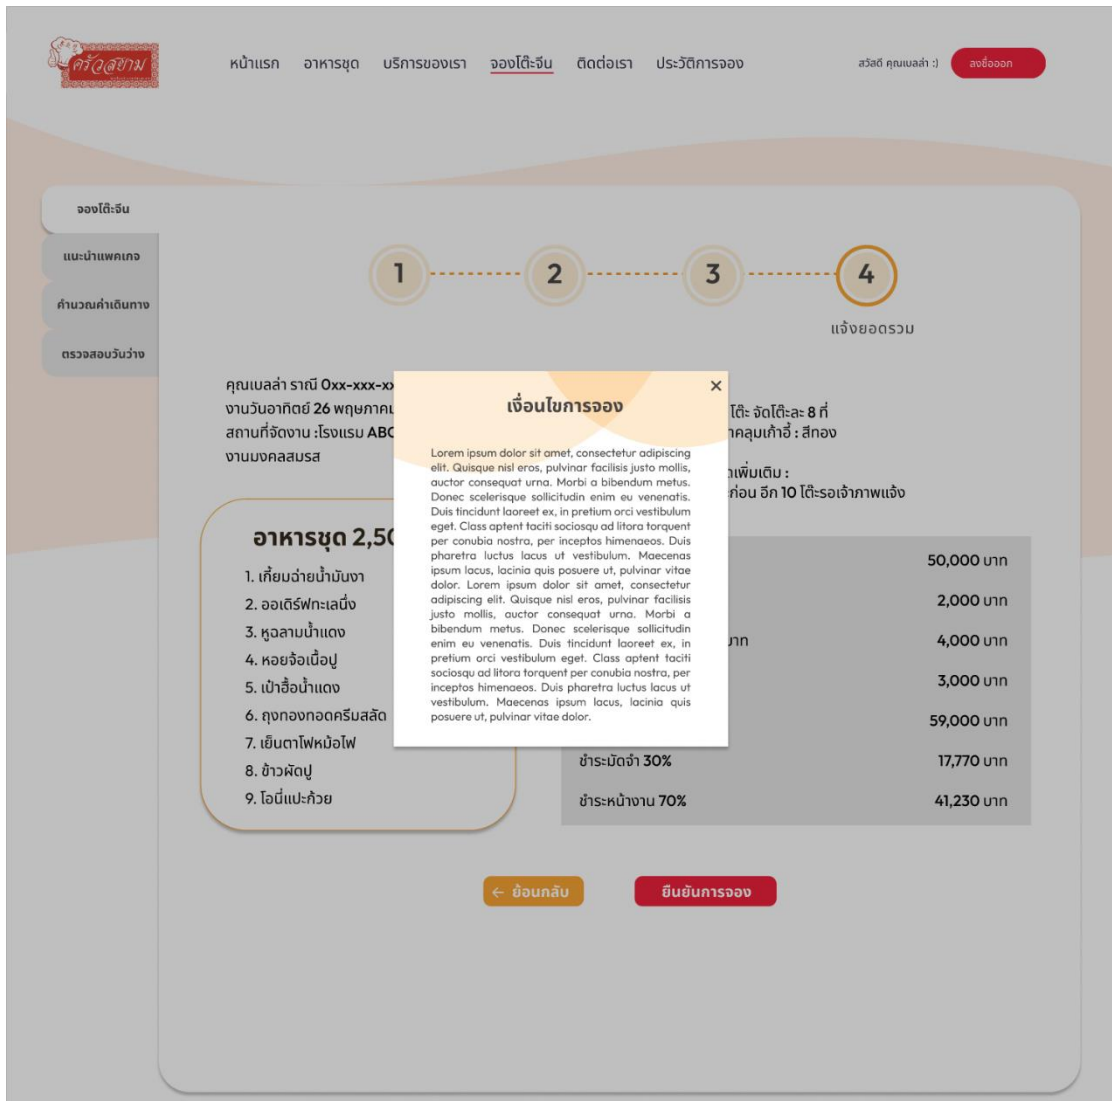 ครัวสยาม
หน้าแรก อาหารชุด บริการของเรา จองโต๊ะจีน ติดต่อเรา ประวัติการจอง สวัสดี คุณเบลล่า :) ลงชื่อออก
จองโต๊ะจีน
แนะนำแพคเกจ
คำนวณค่าเดินทาง
ตรวจสอบวันว่าง
1 2 3 4
แจ้งยอดรวม
คุณเบลล่า ราณี 0xx-xxx-xx
งานวันอาทิตย์ 26 พฤษภาคม
สถานที่จัดงาน :โรงแรม ABC
งานมงคลสมรส
โต๊ะ จัดโต๊ะละ 8 ที่
าคลุมเก้าอี้ : สีทอง
เพิ่มเติม :
ก่อน อีก 10 โต๊ะรอเจ้าภาพแจ้ง
เงื่อนไขการจอง
Lorem ipsum dolor sit amet, consectetur adipiscing
elit. Quisque nisl eros, pulvinar facilisis justo mollis,
auctor consequat urna. Morbi a bibendum metus.
Donec scelerisque sollicitudin enim eu venenatis.
Duis tincidunt laoreet ex, in pretium orci vestibulum
eget. Class aptent taciti sociosqu ad litora torquent
per conubia nostra, per inceptos himenaeos. Duis
pharetra luctus lacus ut vestibulum. Maecenas
ipsum lacus, lacinia quis posuere ut, pulvinar vitae
dolor. Lorem ipsum dolor sit amet, consectetur
adipiscing elit. Quisque nisl eros, pulvinar facilisis
justo mollis, auctor consequat urna. Morbi a
bibendum metus. Donec scelerisque sollicitudin
enim eu venenatis. Duis tincidunt laoreet ex, in
pretium orci vestibulum eget. Class aptent taciti
sociosqu ad litora torquent per conubia nostra, per
inceptos himenaeos. Duis pharetra luctus lacus ut
vestibulum. Maecenas ipsum lacus, lacinia quis
posuere ut, pulvinar vitae dolor.
อาหารชุด 2,50
1. เกี้ยมฉ่ายน้ำมันงา
2. ออเดิร์ฟทะเลนึ่ง
3. หูฉลามน้ำแดง
4. หอยจ้อเนื้อปู
5. เป๋าฮื้อน้ำแดง
6. ถุงทองทอดครีมสลัด
7. เย็นตาโฟหม้อไฟ
8. ข้าวผัดปู
9. โอนี่แปะก้วย
50,000 บาท
2,000 บาท
บาท 4,000 บาท
3,000 บาท
59,000 บาท
ชำระมัดจำ 30% 17,770 บาท
ชำระหน้างาน 70% 41,230 บาท
← ย้อนกลับ ยืนยันการจอง